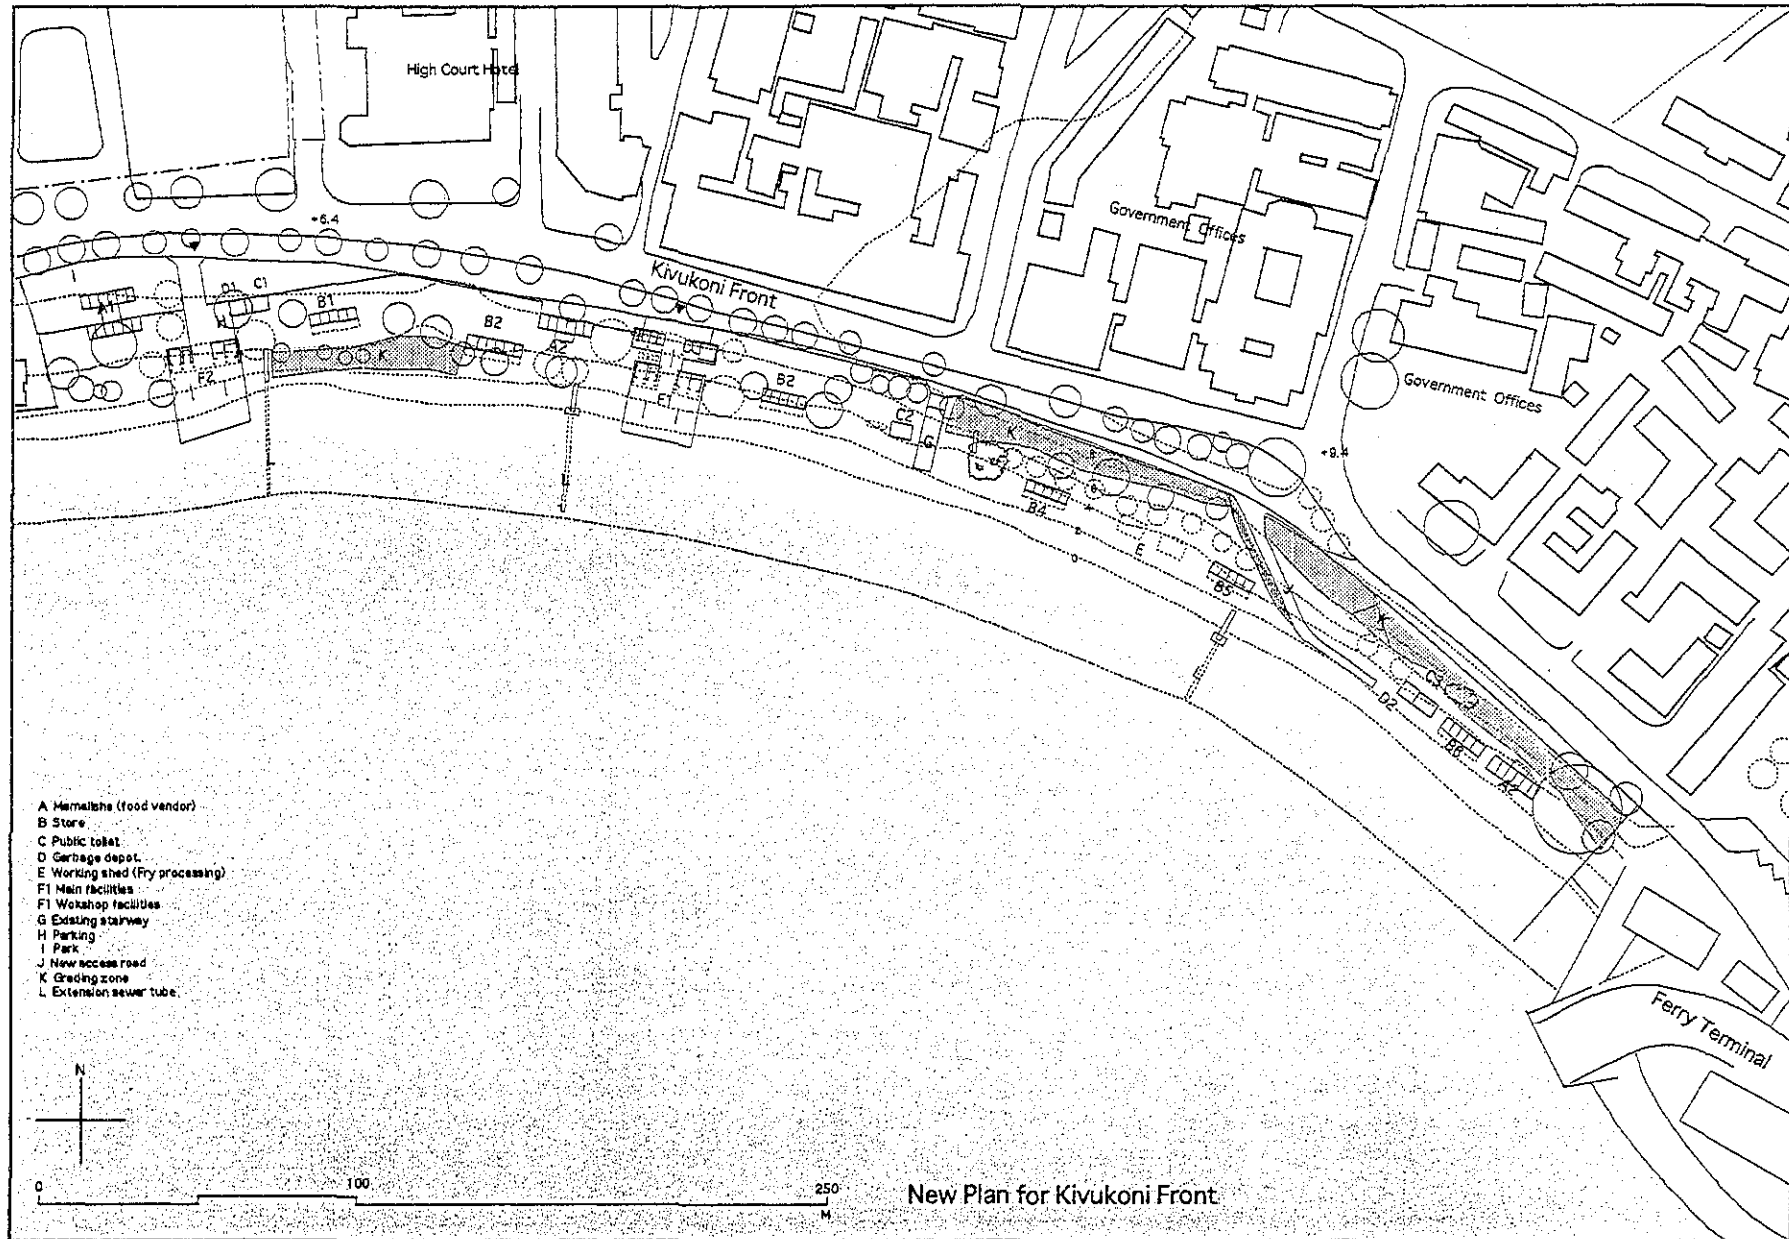 High Court Hotel
+6.4
Kivukoni Front
Government Offices
Government Offices
+9.4
I
A1
D1
C1
B1
H
F2
K
B2
A2
E1
B2
C2
G
K
B4
E
B5
J
K
L
L
L
C3
D2
B6
A2
A Mamalishe (food vendor)
B Store
C Public toilet
D Garbage depot
E Working shed (Fry processing)
F1 Main facilities
F1 Wokshop facilities
G Existing stairway
H Parking
I Park
J New access road
K Grading zone
L Extension sewer tube
N
0
100
250
M
New Plan for Kivukoni Front
Ferry Terminal